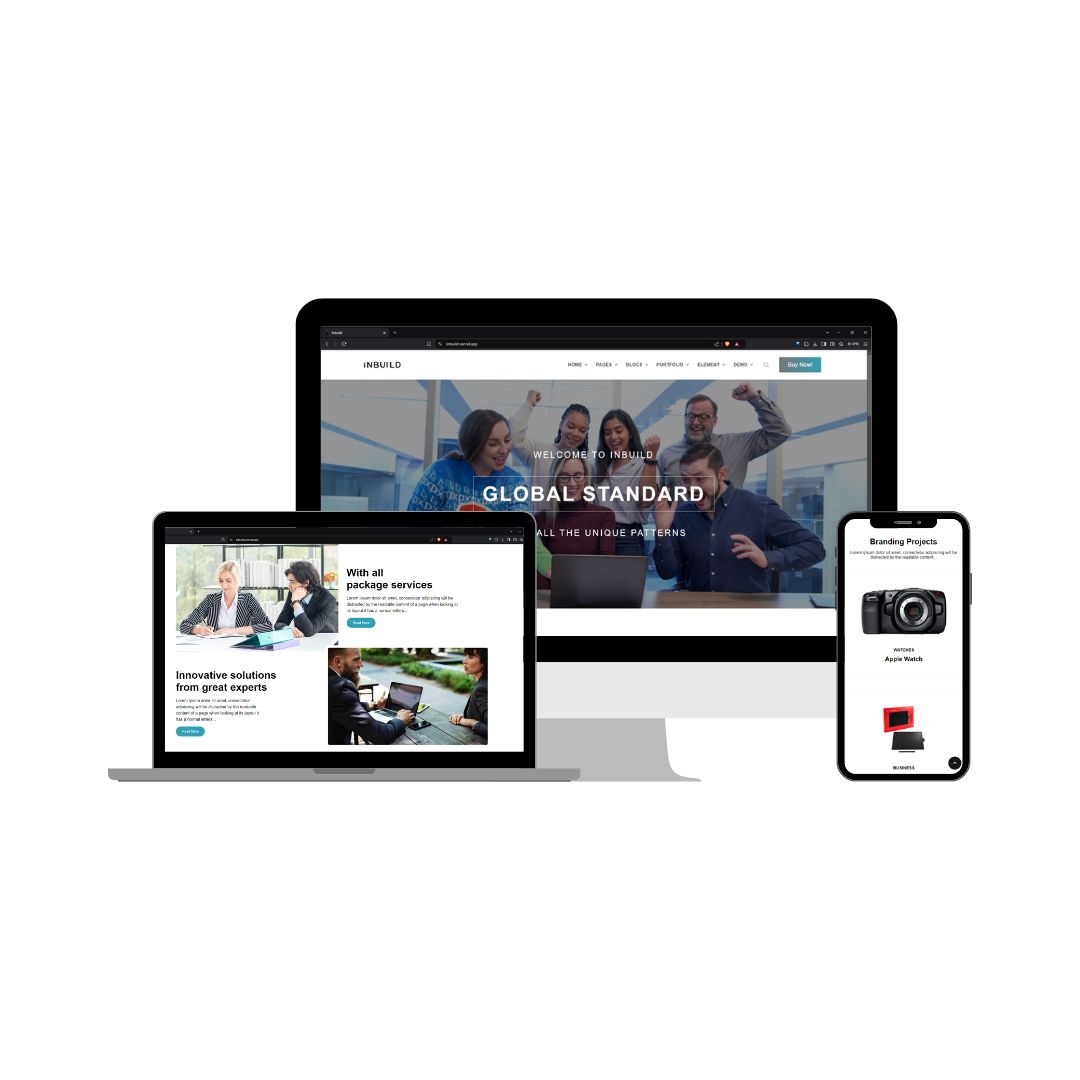 Inbuild
inbuild.vercel.app
INBUILD
HOME
PAGES
BLOGS
PORTFOLIO
ELEMENT
DEMO
Buy Now!
WELCOME TO INBUILD
GLOBAL STANDARD
ALL THE UNIQUE PATTERNS
With all
package services
Lorem ipsum dolor sit amet, consectetur adipiscing will be
distracted by the readable content of a page when looking at
its layout it has a normal letters...
Read More
Innovative solutions
from great experts
Lorem ipsum dolor sit amet, consectetur
adipiscing will be distracted by the readable
content of a page when looking at its layout it
has a normal letters...
Read More
Branding Projects
Lorem ipsum dolor sit amet, consectetur adipiscing will be
distracted by the readable content...
WATCHES
Apple Watch
BUSINESS